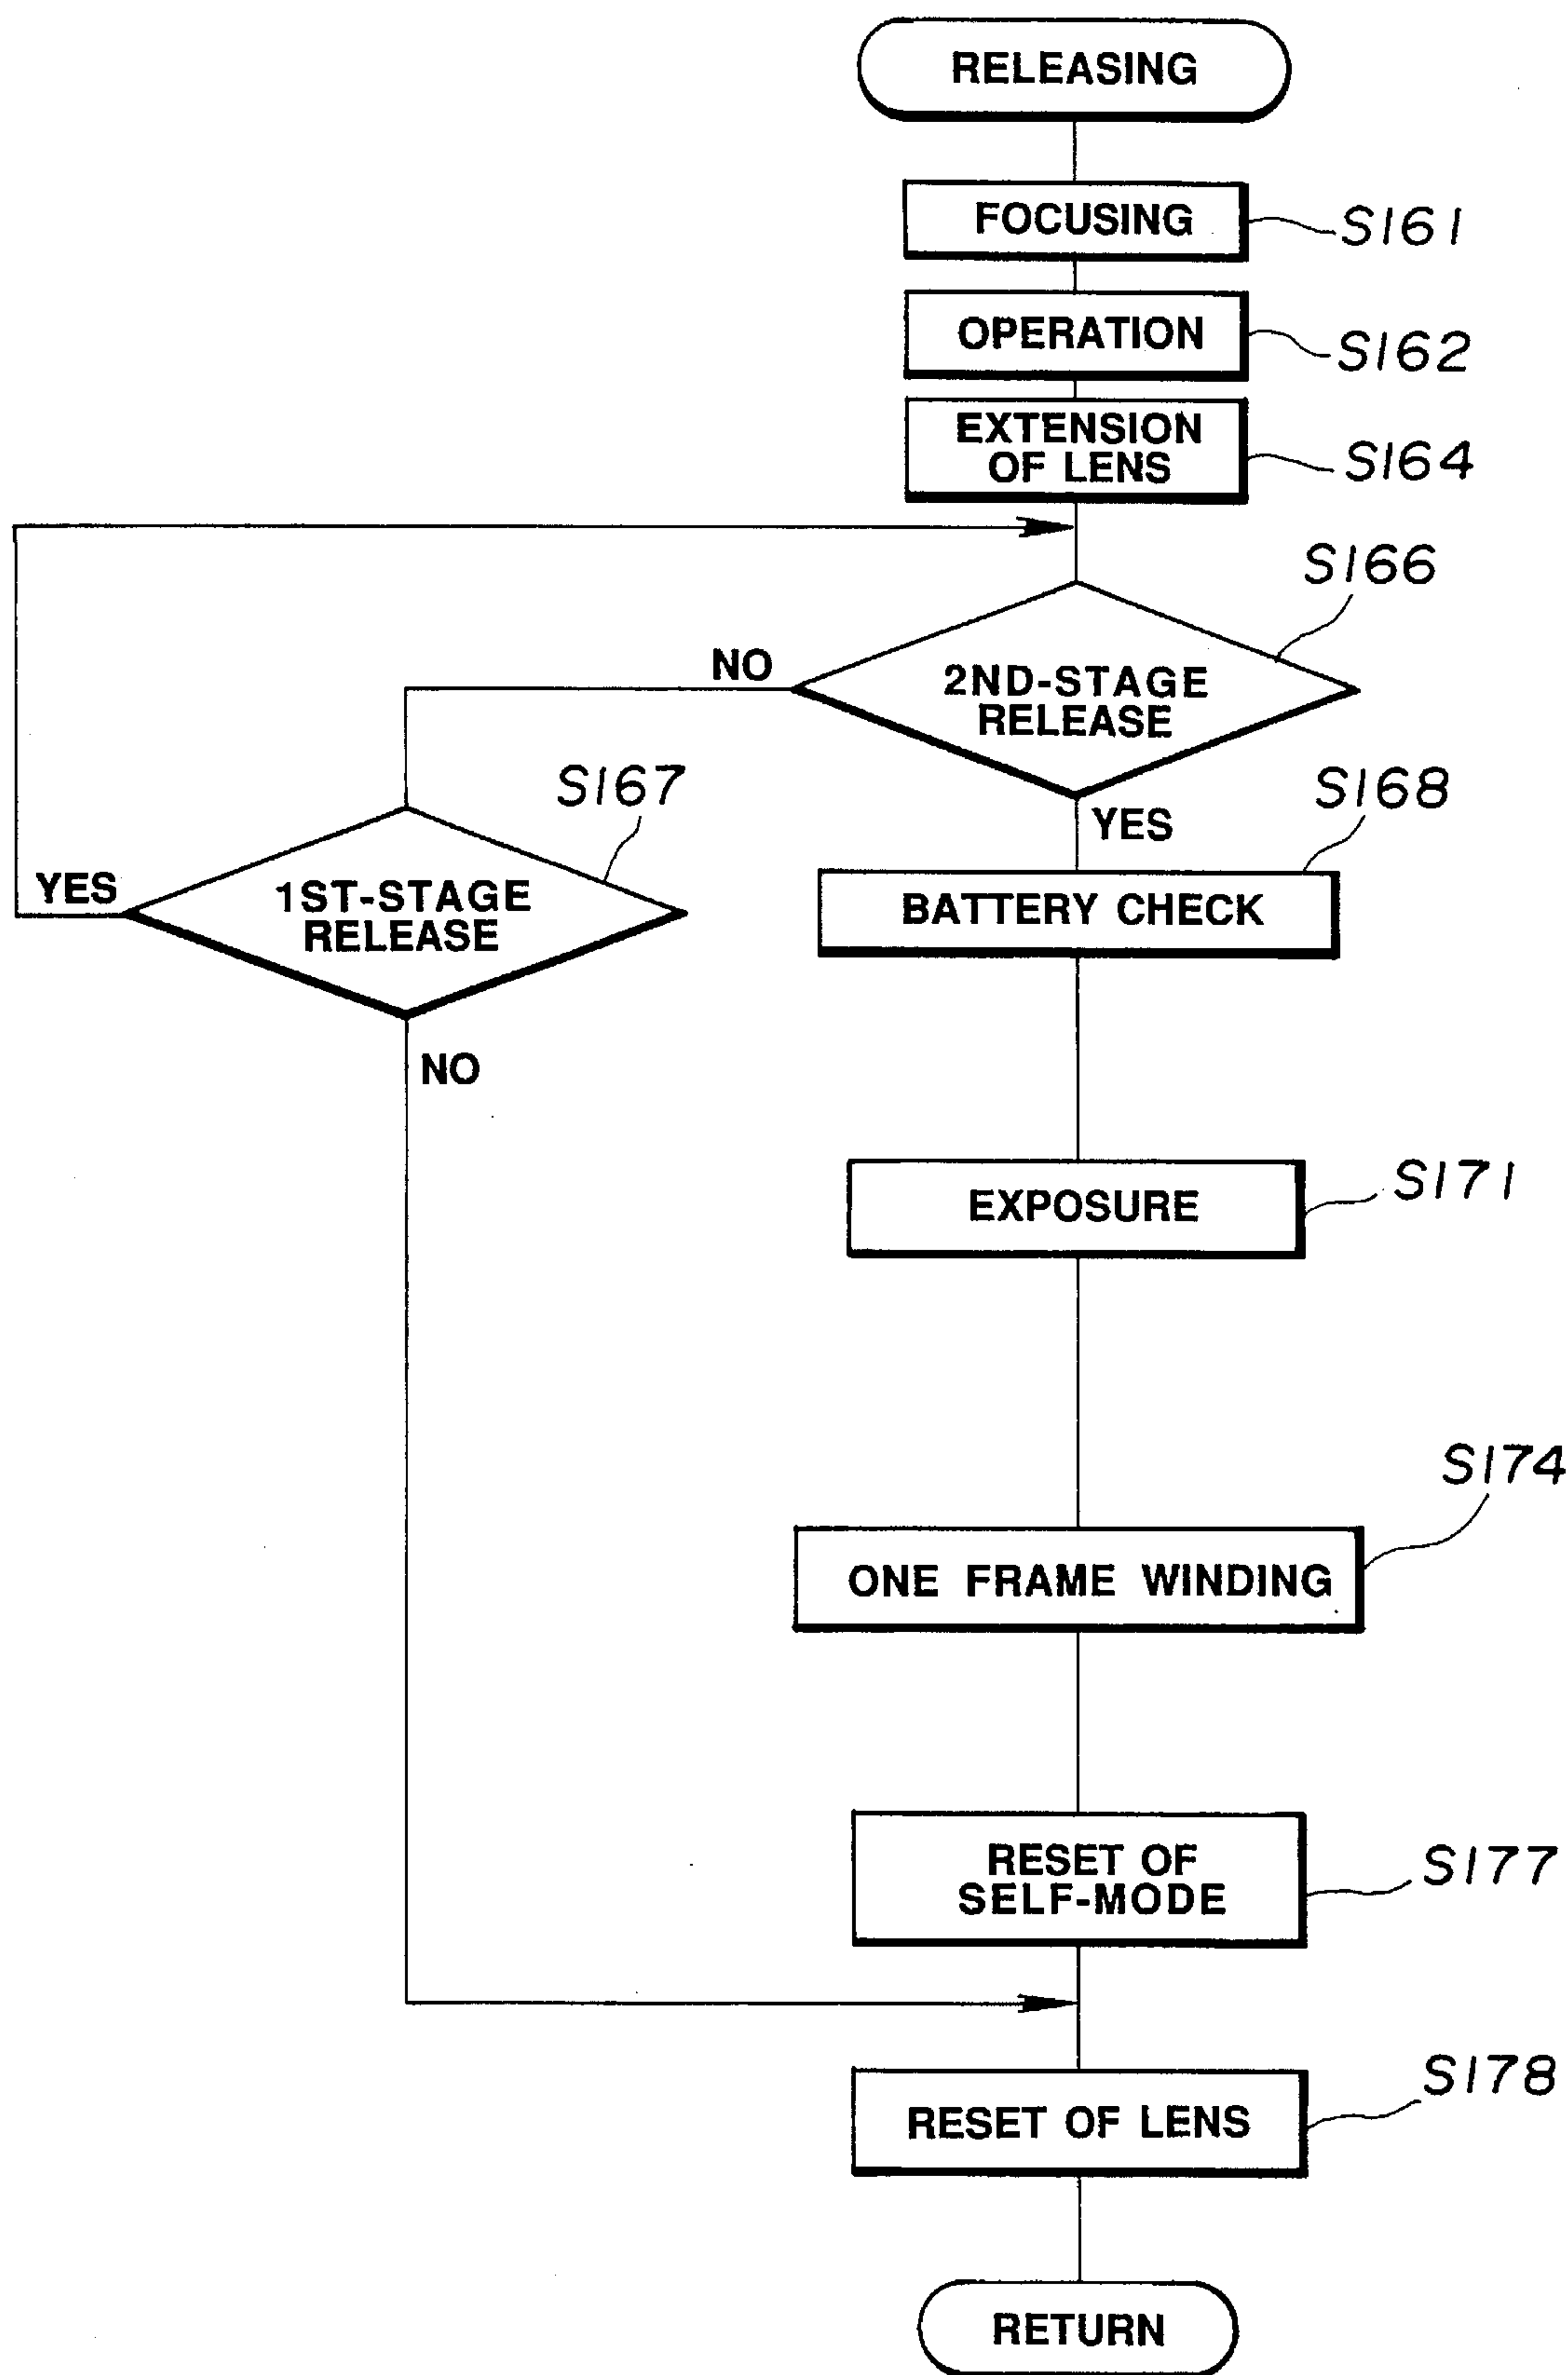 RELEASING
FOCUSING
S161
OPERATION
S162
EXTENSION
OF LENS
S164
S166
NO
2ND-STAGE
RELEASE
S167
S168
YES
YES
1ST-STAGE
RELEASE
BATTERY CHECK
NO
EXPOSURE
S171
S174
ONE FRAME WINDING
RESET OF
SELF-MODE
S177
S178
RESET OF LENS
RETURN